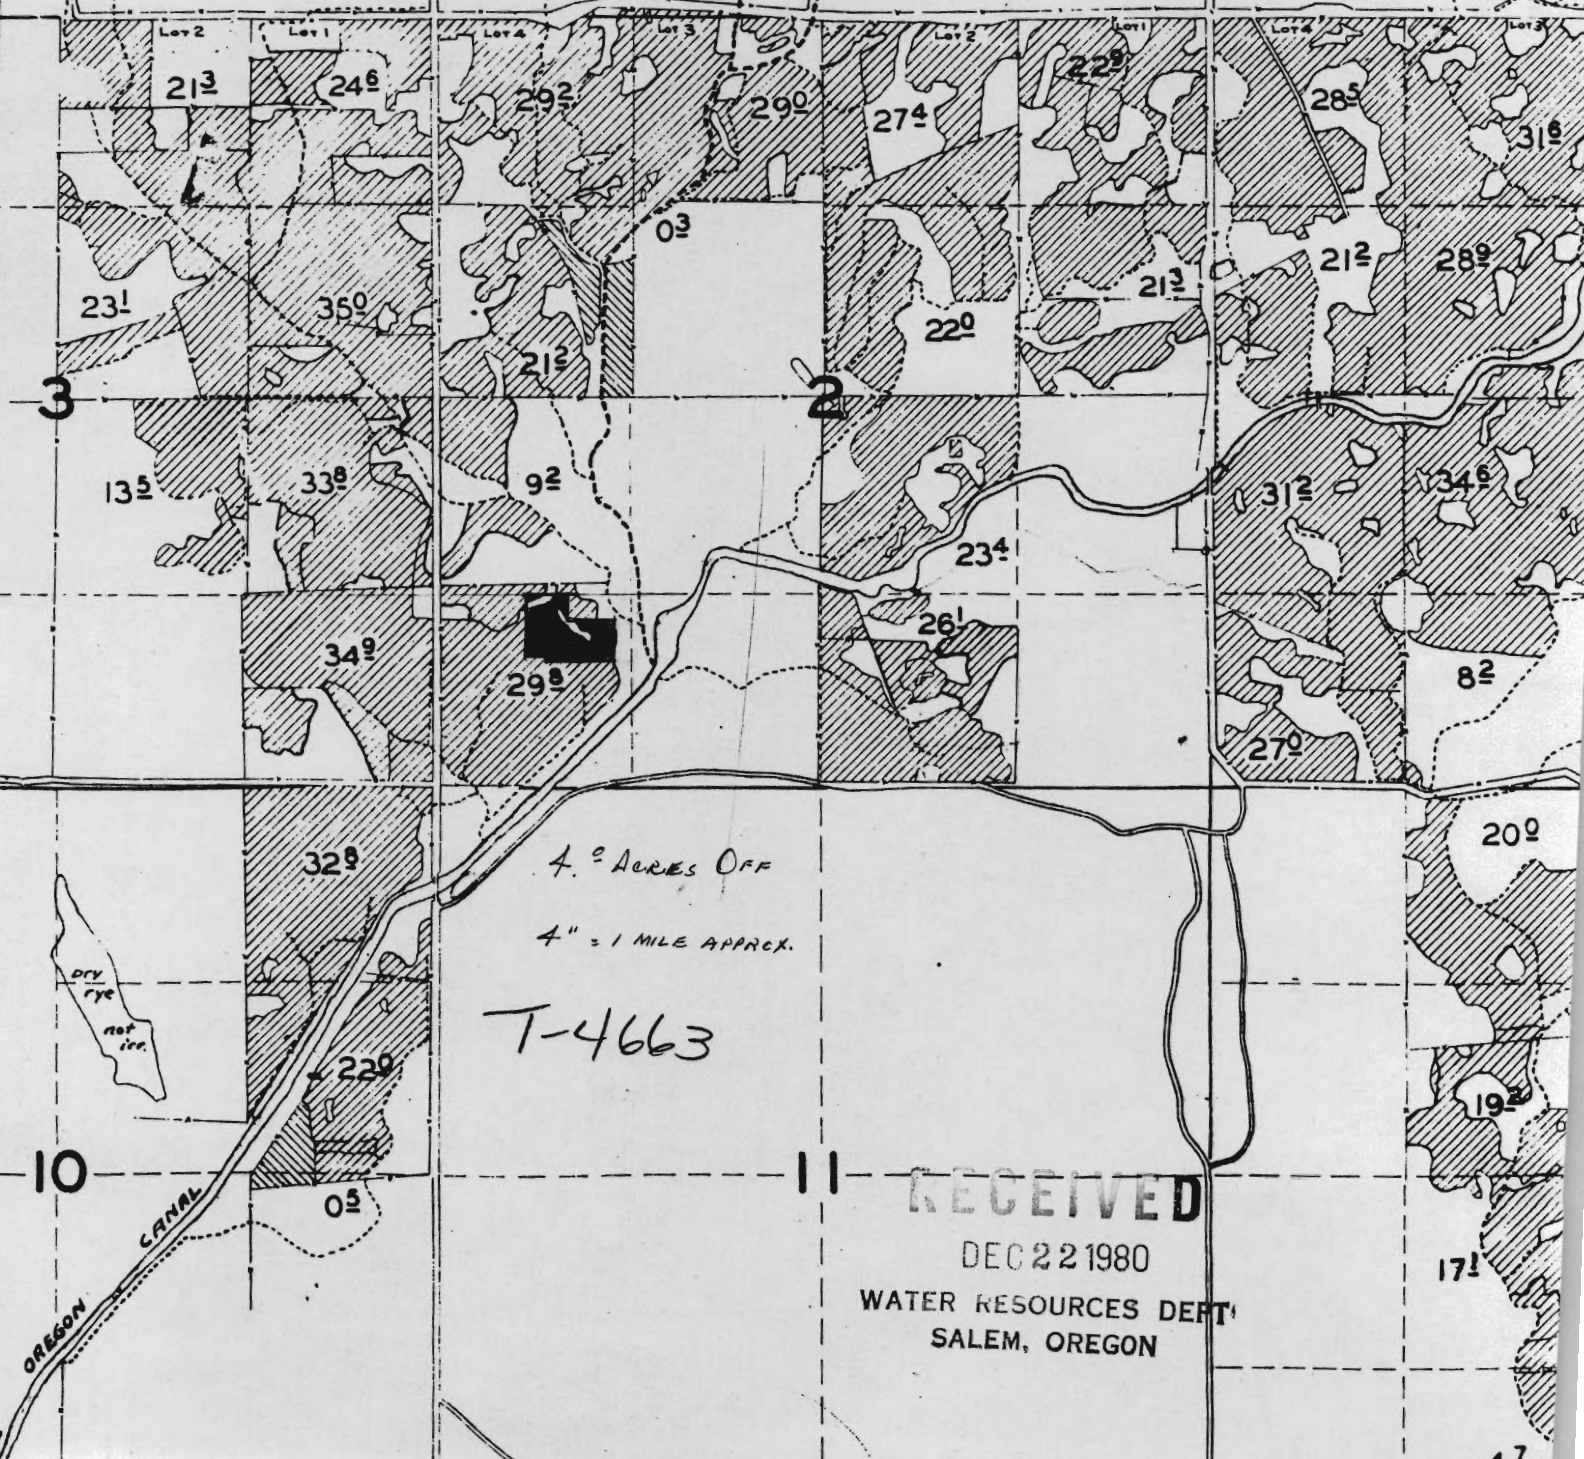 LOT 2 LOT 1 LOT 4 LOT 3 LOT 2 LOT 1 LOT 4 LOT 3
21 3 24 6 29 2 29 0 27 4 22 9 28 5 31 6
0 3
23 1 35 0 21 2 22 0 21 3 21 2 28 9
3 2
13 5 33 8 9 2 23 4 31 2 34 6
34 9 29 8 26 1 27 0 8 2
32 8 20 0
4.0 ACRES OFF
4" = 1 MILE APPROX.
Dry
rye
not
irr.
T-4663
22 0 19 2
10 11
0 5
RECEIVED
DEC 22 1980
WATER RESOURCES DEPT
SALEM, OREGON
17 1
OREGON CANAL